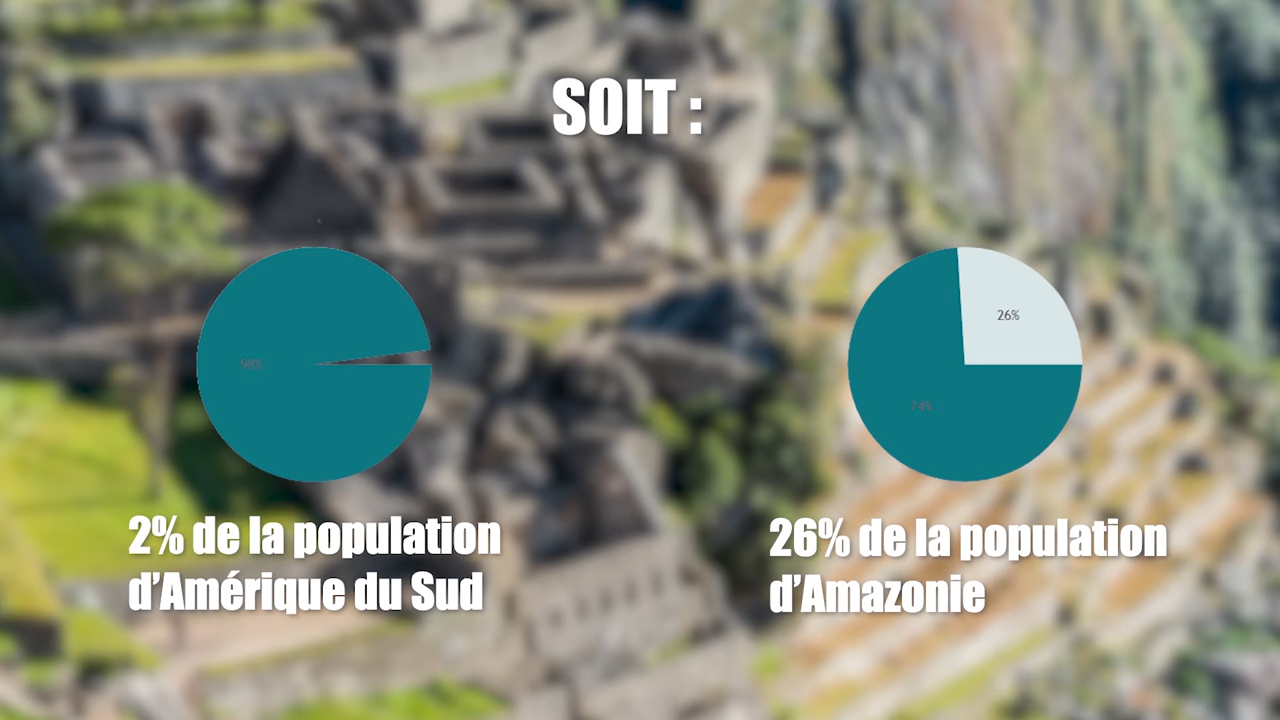 SOIT :
98%
26%
74%
2% de la population
d’Amérique du Sud
26% de la population
d’Amazonie